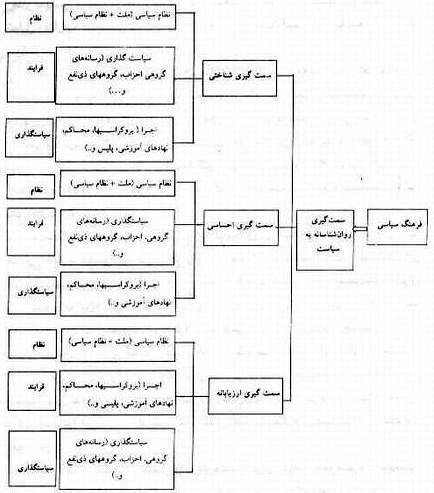 فرهنگ سیاسی
سمت‌گیری
روان‌شناسانه به
سیاست
سمت گیری شناختی
نظام سیاسی (ملت + نظام سیاسی)
نظام
سیاست گذاری (رسانه‌های
گروهی احزاب، گروههای ذی‌نفع
و...)
فرایند
اجرا (بروکراسیها، محاکم،
نهادهای آموزشی، پلیس و..)
سیاستگذاری
سمت گیری احساسی
نظام سیاسی (ملت + نظام سیاسی)
نظام
سیاستگذاری (رسانه‌های
گروهی، احزاب، گروههای ذی‌نفع
و..)
فرایند
اجرا (بروکراسیها، محاکم،
نهادهای آموزشی و..)
سیاستگذاری
سمت گیری ارزیابانه
نظام سیاسی (ملت - نظام سیاسی)
نظام
اجرا (بروکراسیها، محاکم،
نهادهای آموزشی، پلیسی و..)
فرایند
سیاستگذاری (رسانه‌های
گروهی، احزاب، گروههای ذی‌نفع
و..)
سیاستگذاری